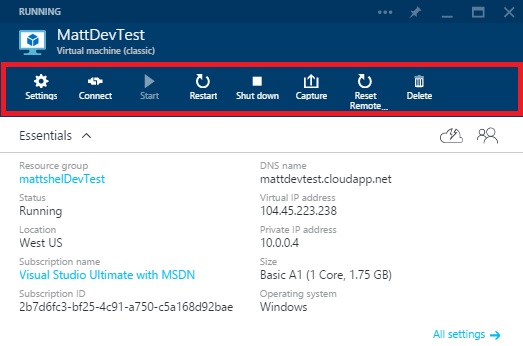 RUNNING
MattDevTest
Virtual machine (classic)
Settings Connect Start Restart Shut down Capture Reset Remote... Delete
Essentials
Resource group DNS name
mattshelDevTest mattdevtest.cloudapp.net
Status Virtual IP address
Running 104.45.223.238
Location Private IP address
West US 10.0.0.4
Subscription name Size
Visual Studio Ultimate with MSDN Basic A1 (1 Core, 1.75 GB)
Subscription ID Operating system
2b7d6fc3-bf25-4c91-a750-c5a168d92bae Windows
All settings →